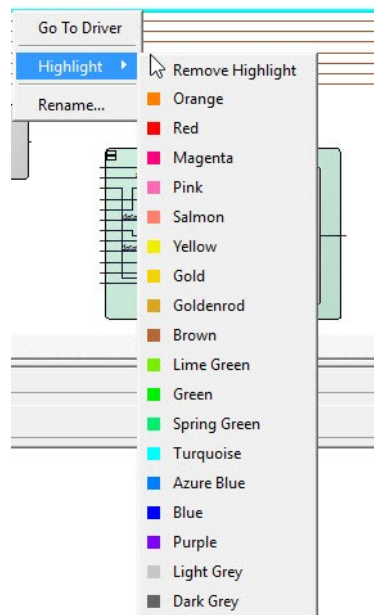 Go To Driver
Highlight
Rename...
Remove Highlight
Orange
Red
Magenta
Pink
Salmon
Yellow
Gold
Goldenrod
Brown
Lime Green
Green
Spring Green
Turquoise
Azure Blue
Blue
Purple
Light Grey
Dark Grey